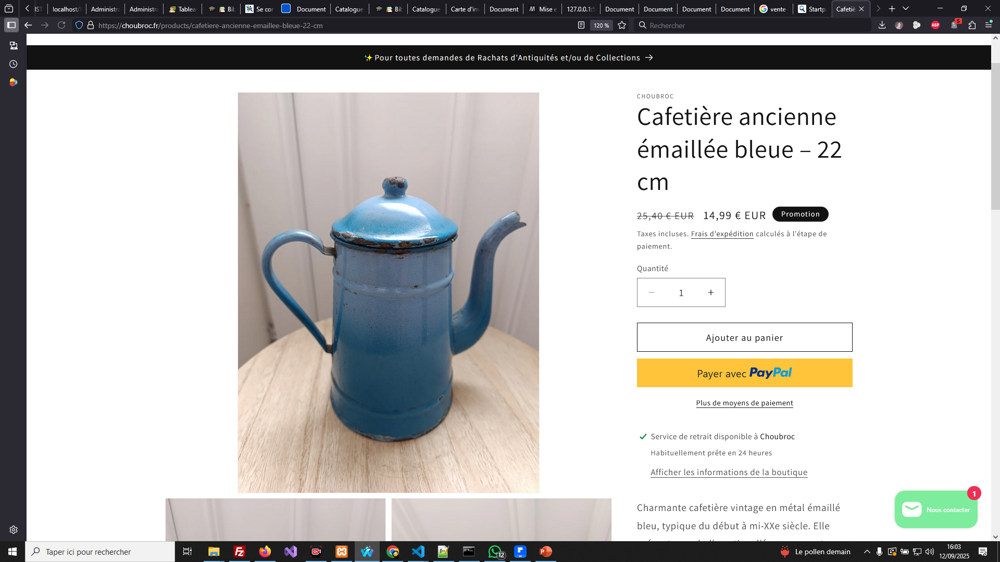 localhost/
Administra
Administra
Tablea
Bib
Se cor
Document
Catalogue
Bib
Catalogue
Carte d'in
Document
Mise e
127.0.0.1:5
Document
Document
Document
Document
vente
Startp
Cafetiè
https://choubroc.fr/products/cafetiere-ancienne-emaillee-bleue-22-cm
120 %
Rechercher
ABP
5
✨Pour toutes demandes de Rachats d'Antiquités et/ou de Collections →
CHOUBROC
Cafetière ancienne
émaillée bleue – 22
cm
25,40 € EUR 14,99 € EUR Promotion
Taxes incluses. Frais d'expédition calculés à l'étape de
paiement.
Quantité
− 1 +
Ajouter au panier
Payer avec PayPal
Plus de moyens de paiement
Service de retrait disponible à Choubroc
Habituellement prête en 24 heures
Afficher les informations de la boutique
Charmante cafetière vintage en métal émaillé
bleu, typique du début à mi-XXe siècle. Elle
1
Nous contacter
Taper ici pour rechercher
12
Le pollen demain
16:03
12/09/2025